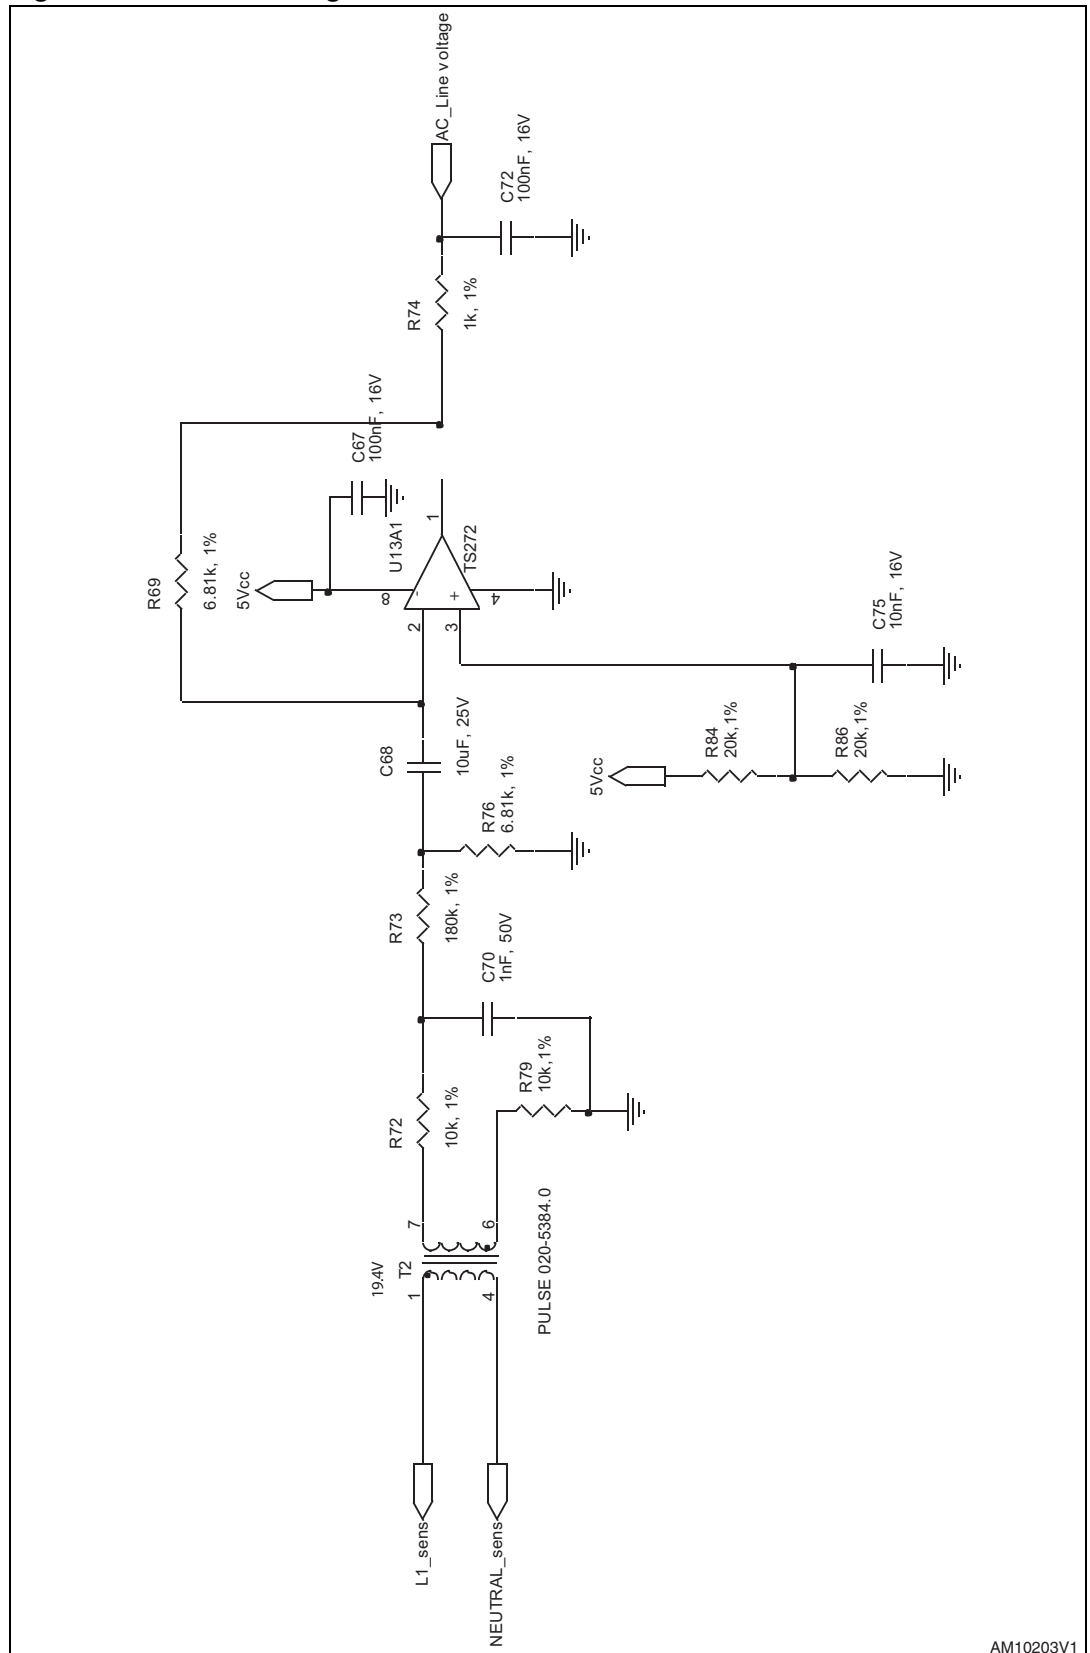 AC_Line voltage
C72
100nF, 16V
R74
1k, 1%
C67
100nF, 16V
R69
6.81k, 1%
5Vcc
U13A1
TS272
8
1
2
3
4
-
+
C75
10nF, 16V
C68
10uF, 25V
R84
20k,1%
R86
20k,1%
5Vcc
R76
6.81k, 1%
R73
180k, 1%
C70
1nF, 50V
R79
10k,1%
R72
10k, 1%
7
6
T2
19.4V
1
4
PULSE 020-5384.0
L1_sens
NEUTRAL_sens
AM10203V1